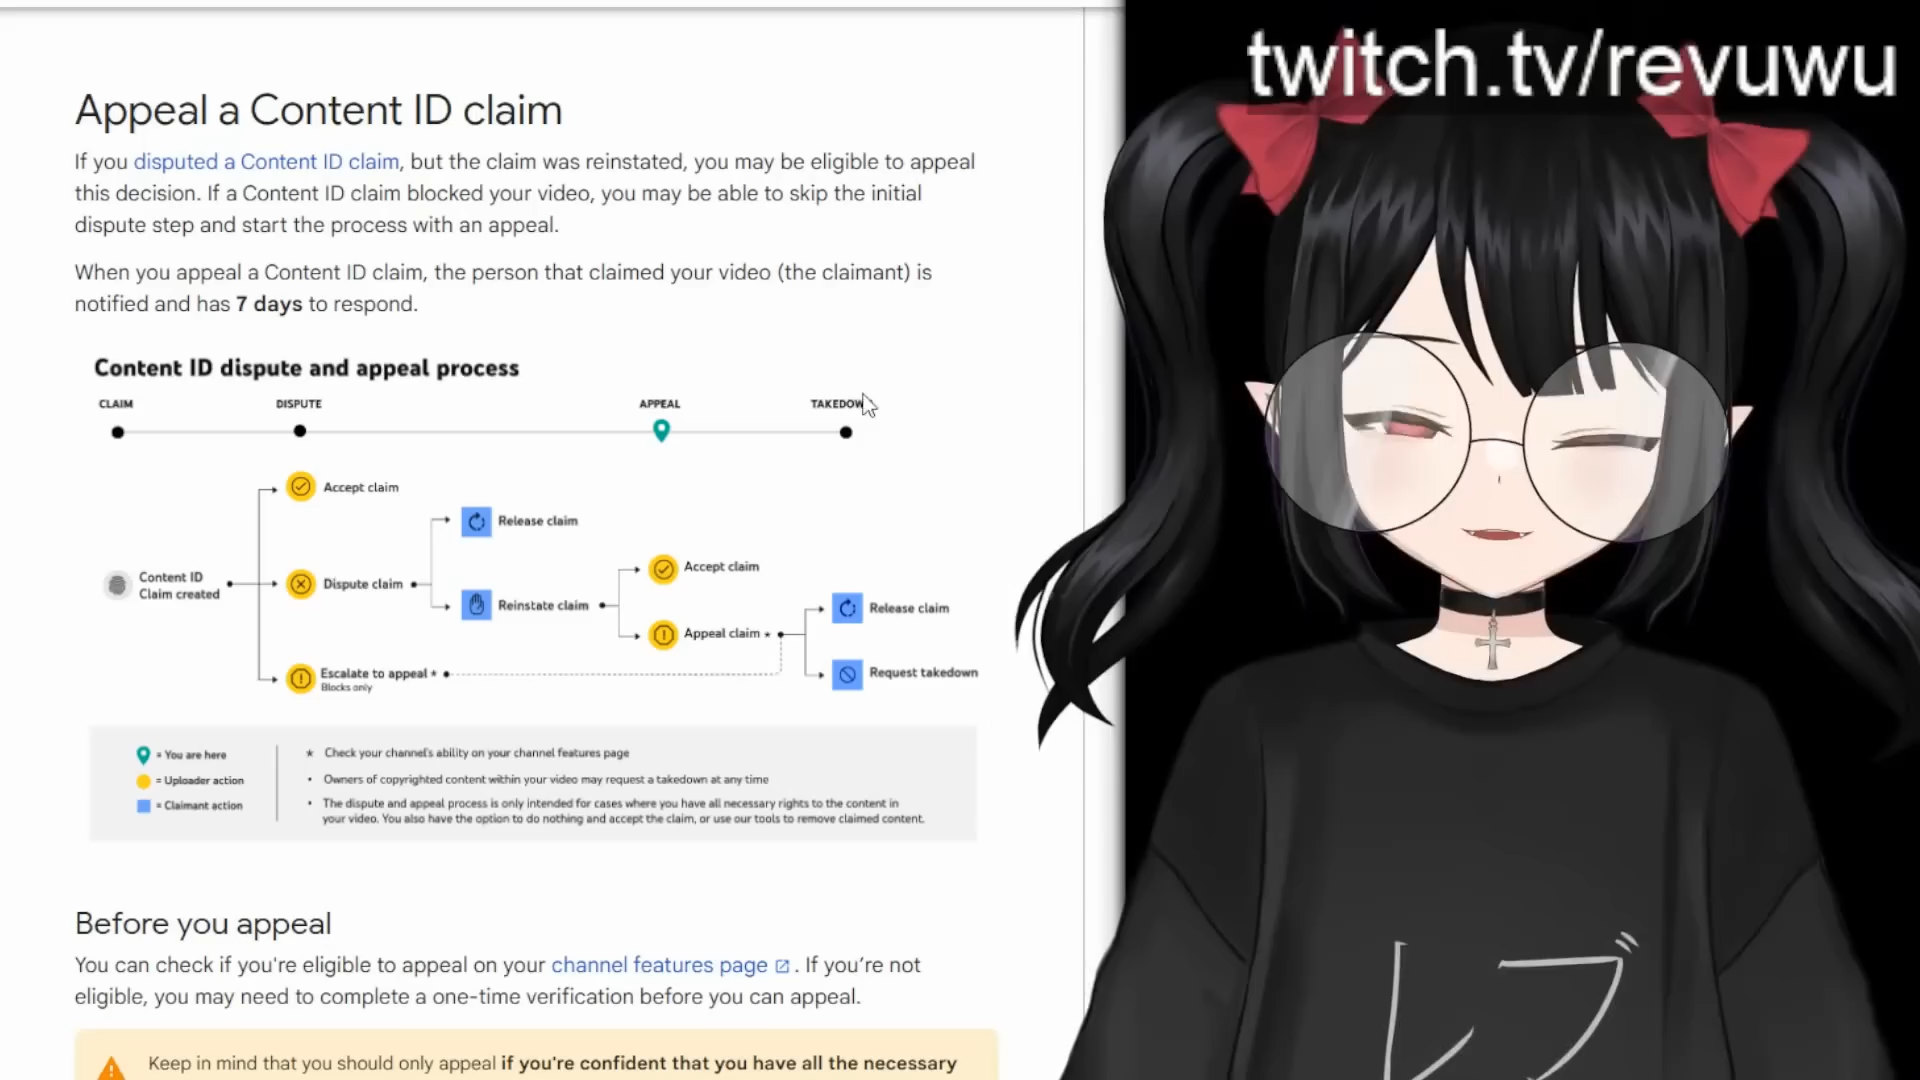 twitch.tv/revuwu
Appeal a Content ID claim
If you disputed a Content ID claim, but the claim was reinstated, you may be eligible to appeal
this decision. If a Content ID claim blocked your video, you may be able to skip the initial
dispute step and start the process with an appeal.
When you appeal a Content ID claim, the person that claimed your video (the claimant) is
notified and has 7 days to respond.
Content ID dispute and appeal process
CLAIM DISPUTE APPEAL TAKEDOWN
Accept claim
Release claim
Content ID
Claim created
Dispute claim
Reinstate claim
Accept claim
Appeal claim *
Release claim
Request takedown
Escalate to appeal *
Blocks only
= You are here
= Uploader action
= Claimant action
* Check your channel's ability on your channel features page
• Owners of copyrighted content within your video may request a takedown at any time
• The dispute and appeal process is only intended for cases where you have all necessary rights to the content in
your video. You also have the option to do nothing and accept the claim, or use our tools to remove claimed content.
Before you appeal
You can check if you're eligible to appeal on your channel features page . If you’re not
eligible, you may need to complete a one-time verification before you can appeal.
Keep in mind that you should only appeal if you're confident that you have all the necessary
レブ